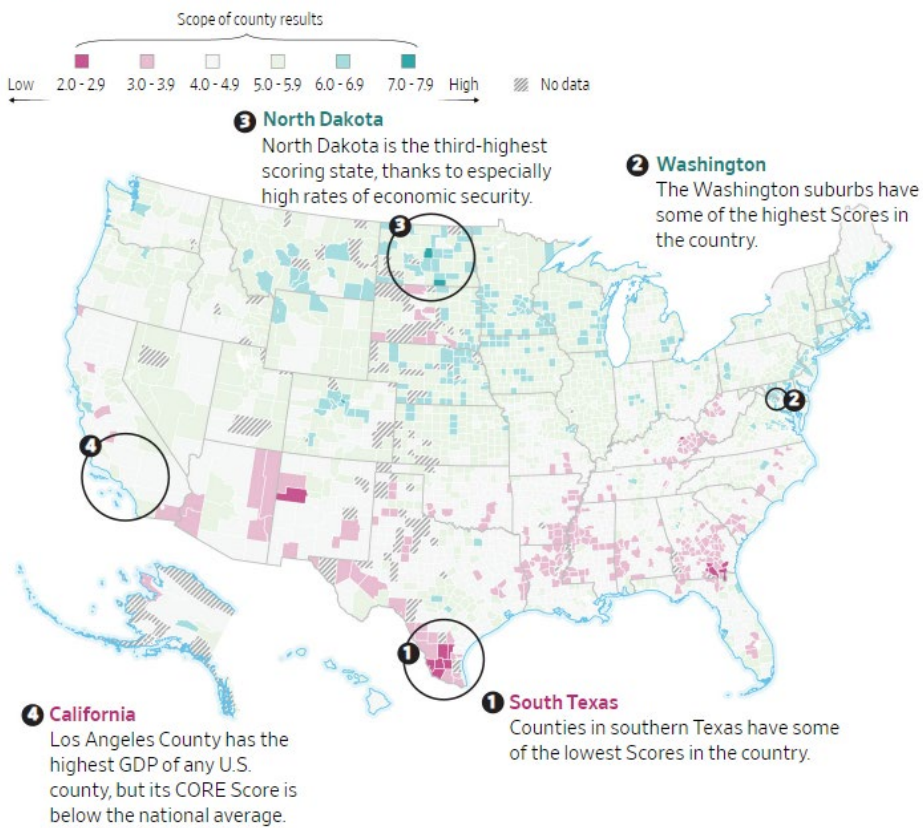 Scope of county results
Low 2.0 - 2.9 3.0 - 3.9 4.0 - 4.9 5.0 - 5.9 6.0 - 6.9 7.0 - 7.9 High No data
3 North Dakota
North Dakota is the third-highest
scoring state, thanks to especially
high rates of economic security.
2 Washington
The Washington suburbs have
some of the highest Scores in
the country.
3
2
4
1
1 South Texas
Counties in southern Texas have some
of the lowest Scores in the country.
4 California
Los Angeles County has the
highest GDP of any U.S.
county, but its CORE Score is
below the national average.